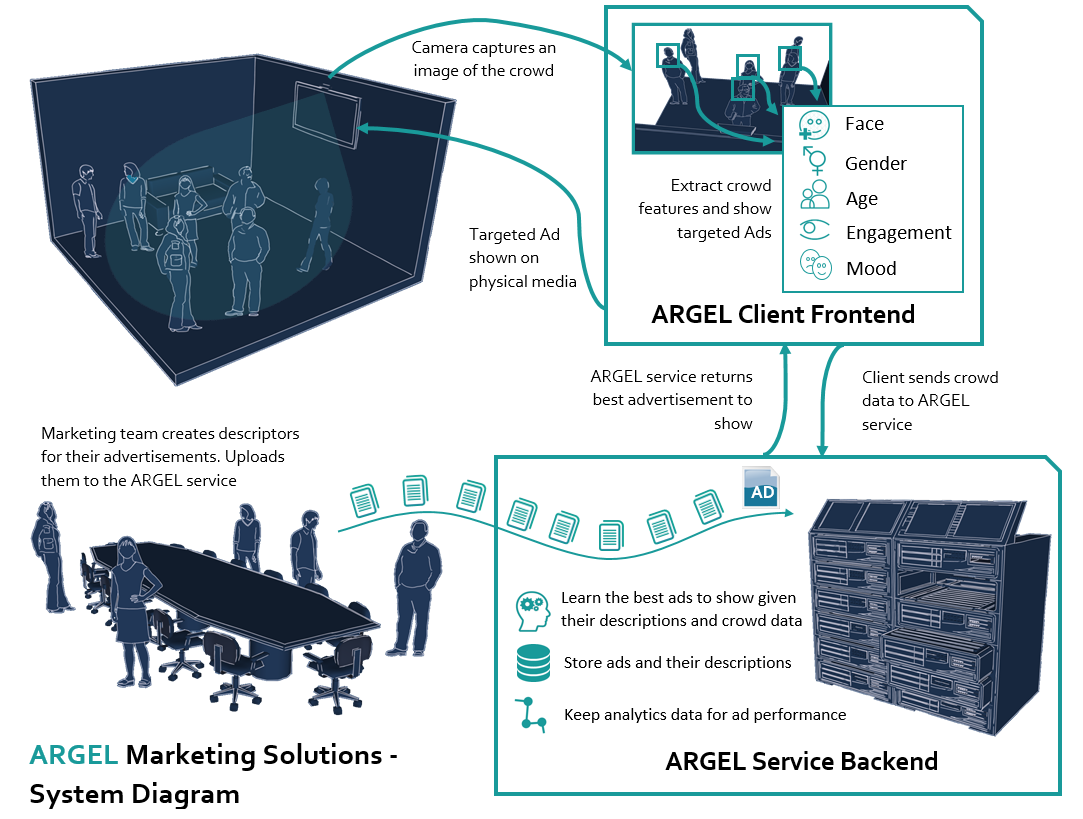 Camera captures an
image of the crowd
Face
Gender
Age
Engagement
Mood
Extract crowd
features and show
targeted Ads
Targeted Ad
shown on
physical media
ARGEL Client Frontend
ARGEL service returns
best advertisement to
show
Client sends crowd
data to ARGEL
service
Marketing team creates descriptors
for their advertisements. Uploads
them to the ARGEL service
AD
Learn the best ads to show given
their descriptions and crowd data
Store ads and their descriptions
Keep analytics data for ad performance
ARGEL Service Backend
ARGEL Marketing Solutions -
System Diagram